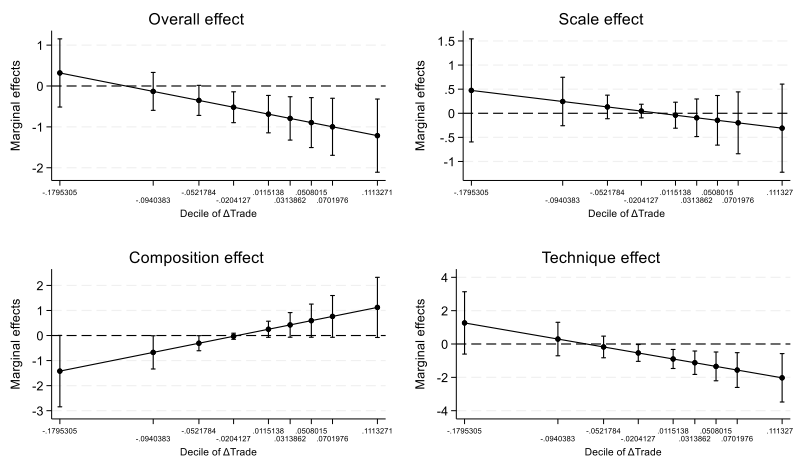 Overall effect
Marginal effects
1
0
-1
-2
-.1795305 -.0940383 -.0521784 -.0204127 .0115138 .0313862 .0508015 .0701976 .1113271
Decile of ΔTrade
Scale effect
Marginal effects
1.5
1
.5
0
-.5
-1
-.1795305 -.0940383 -.0521784 -.0204127 .0115138 .0313862 .0508015 .0701976 .111327
Decile of ΔTrade
Composition effect
Marginal effects
2
1
0
-1
-2
-3
-.1795305 -.0940383 -.0521784 -.0204127 .0115138 .0313862 .0508015 .0701976 .1113271
Decile of ΔTrade
Technique effect
Marginal effects
4
2
0
-2
-4
-.1795305 -.0940383 -.0521784 -.0204127 .0115138 .0313862 .0508015 .0701976 .111327
Decile of ΔTrade